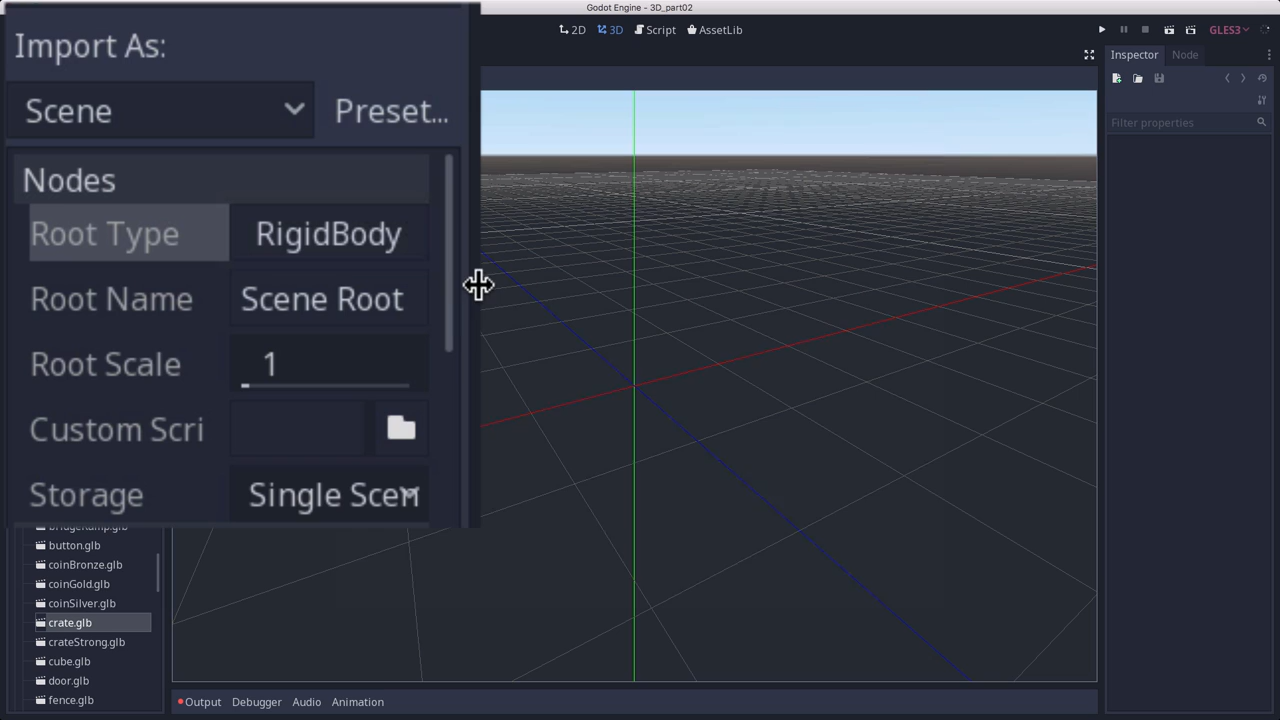 Godot Engine - 3D_part02
2D 3D Script AssetLib
GLES3
Import As:
Scene Preset...
Nodes
Root Type RigidBody
Root Name Scene Root
Root Scale 1
Custom Scri
Storage Single Scen
bridgeRamp.glb
button.glb
coinBronze.glb
coinGold.glb
coinSilver.glb
crate.glb
crateStrong.glb
cube.glb
door.glb
fence.glb
Output Debugger Audio Animation
Inspector Node
Filter properties